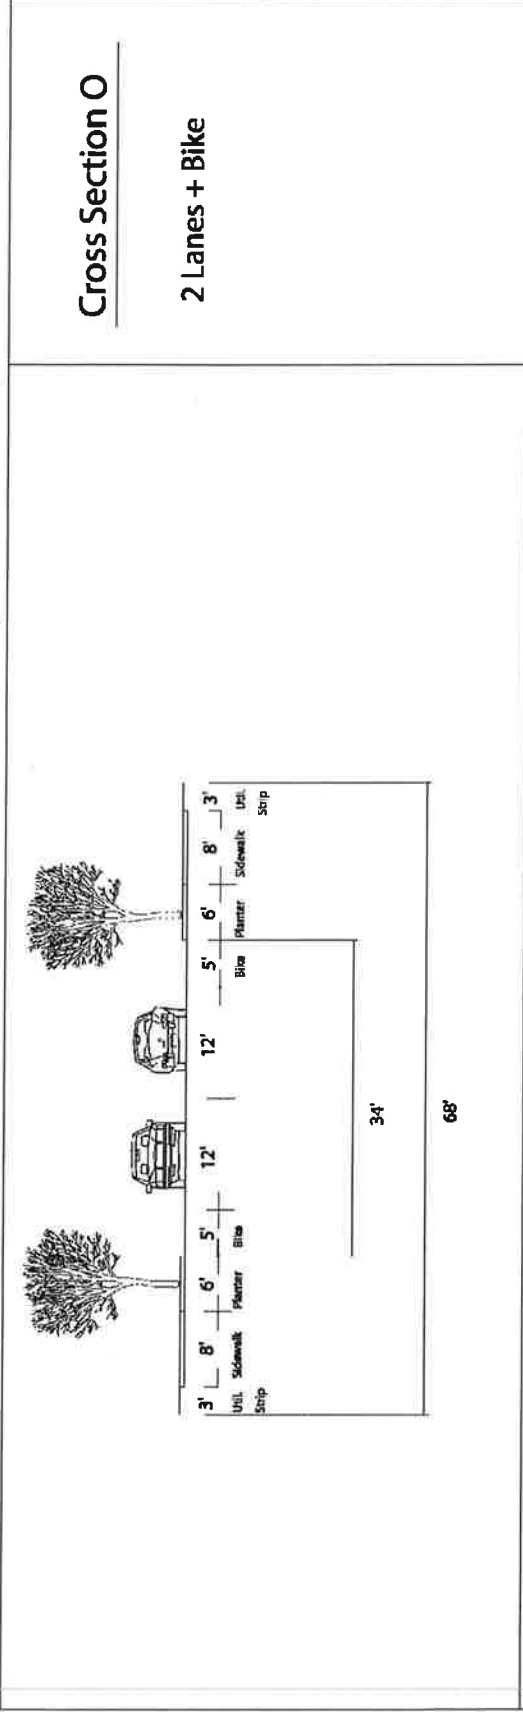 Cross Section O
2 Lanes + Bike
3' 8' 6' 5' 12' 12' 5' 6' 8' 3'
Util. Sidewalk Planter Bike Bike Planter Sidewalk Util.
Strip Strip
34'
68'